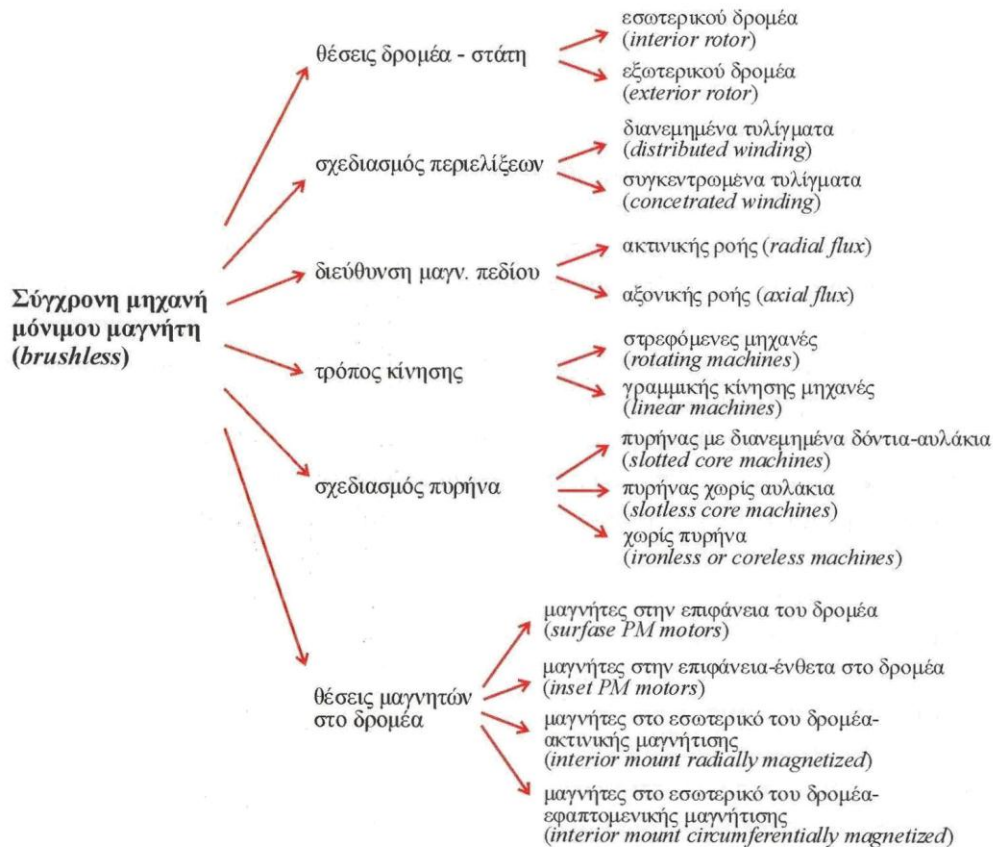 Σύγχρονη μηχανή
μόνιμου μαγνήτη
(brushless)
θέσεις δρομέα - στάτη
εσωτερικού δρομέα
(interior rotor)
εξωτερικού δρομέα
(exterior rotor)
σχεδιασμός περιελίξεων
διανεμημένα τυλίγματα
(distributed winding)
συγκεντρωμένα τυλίγματα
(concetrated winding)
διεύθυνση μαγν. πεδίου
ακτινικής ροής (radial flux)
αξονικής ροής (axial flux)
τρόπος κίνησης
στρεφόμενες μηχανές
(rotating machines)
γραμμικής κίνησης μηχανές
(linear machines)
σχεδιασμός πυρήνα
πυρήνας με διανεμημένα δόντια-αυλάκια
(slotted core machines)
πυρήνας χωρίς αυλάκια
(slotless core machines)
χωρίς πυρήνα
(ironless or coreless machines)
θέσεις μαγνητών
στο δρομέα
μαγνήτες στην επιφάνεια του δρομέα
(surfase PM motors)
μαγνήτες στην επιφάνεια-ένθετα στο δρομέα
(inset PM motors)
μαγνήτες στο εσωτερικό του δρομέα-
ακτινικής μαγνήτισης
(interior mount radially magnetized)
μαγνήτες στο εσωτερικό του δρομέα-
εφαπτομενικής μαγνήτισης
(interior mount circumferentially magnetized)